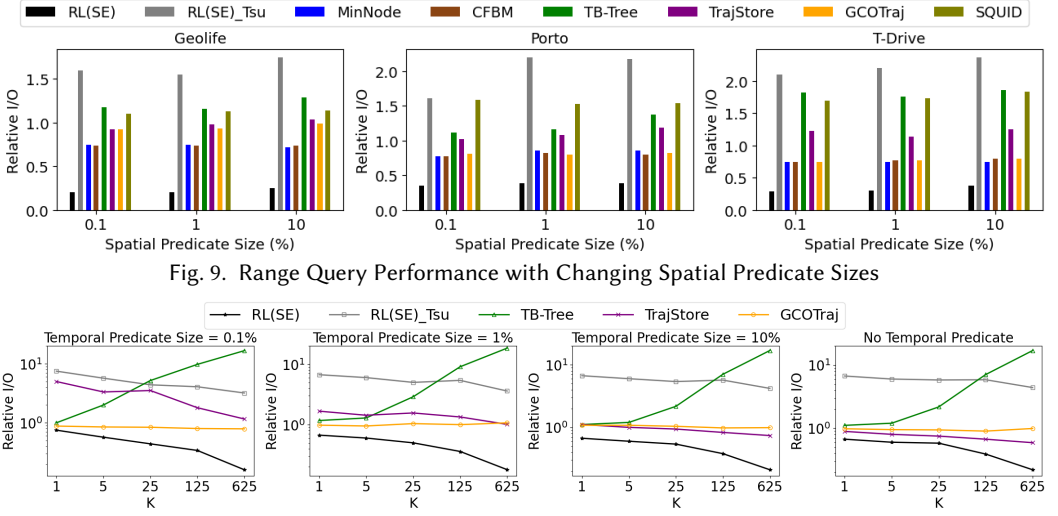 RL(SE) RL(SE)_Tsu MinNode CFBM TB-Tree TrajStore GCOTraj SQUID
Geolife
Relative I/O
1.5
1.0
0.5
0.0
0.1 1 10
Spatial Predicate Size (%)
Porto
Relative I/O
2.0
1.5
1.0
0.5
0.0
0.1 1 10
Spatial Predicate Size (%)
T-Drive
Relative I/O
2.0
1.5
1.0
0.5
0.0
0.1 1 10
Spatial Predicate Size (%)
Fig. 9. Range Query Performance with Changing Spatial Predicate Sizes
RL(SE) RL(SE)_Tsu TB-Tree TrajStore GCOTraj
Temporal Predicate Size = 0.1%
Relative I/O
10¹
10⁰
1 5 25 125 625
K
Temporal Predicate Size = 1%
Relative I/O
10¹
10⁰
1 5 25 125 625
K
Temporal Predicate Size = 10%
Relative I/O
10¹
10⁰
1 5 25 125 625
K
No Temporal Predicate
Relative I/O
10¹
10⁰
1 5 25 125 625
K